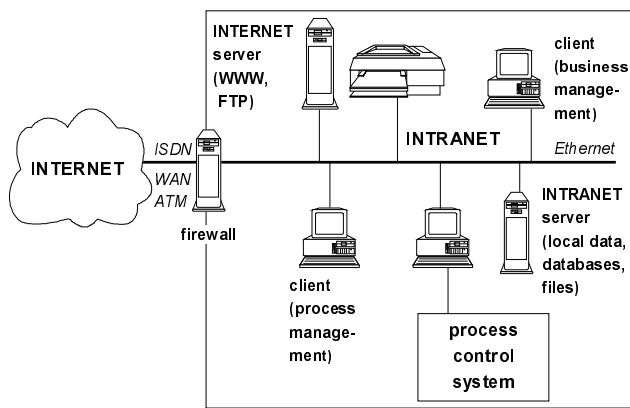 INTERNET
server
(WWW,
FTP)
client
(business
manage-
ment)
INTRANET
ISDN
Ethernet
INTERNET
WAN
ATM
firewall
INTRANET
server
(local data,
databases,
files)
client
(process
manage-
ment)
process
control
system